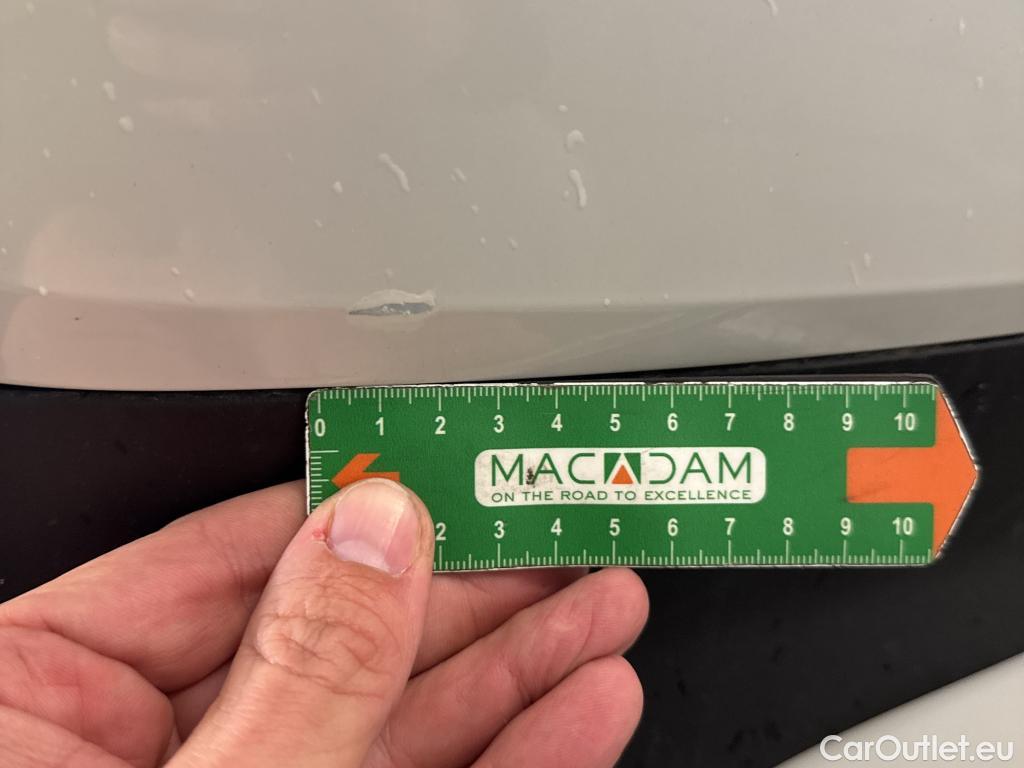 0 1 2 3 4 5 6 7 8 9 10
MACADAM
ON THE ROAD TO EXCELLENCE
2 3 4 5 6 7 8 9 10
CarOutlet.eu